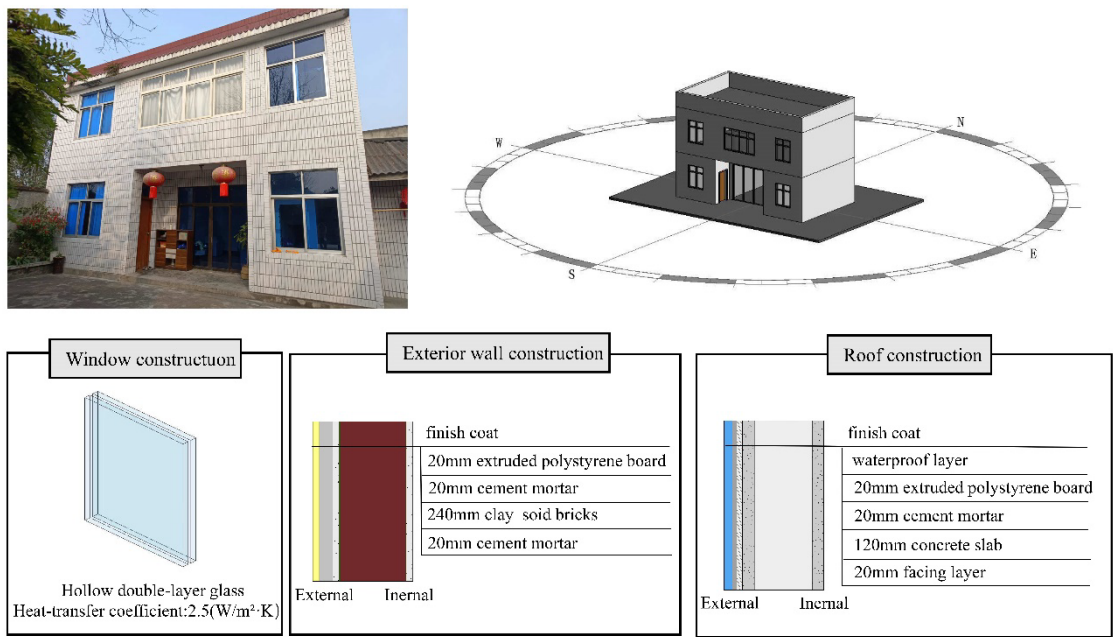 N
W
S
E
Window constructuon
Hollow double-layer glass
Heat-transfer coefficient:2.5(W/m²·K)
Exterior wall construction
finish coat
20mm extruded polystyrene board
20mm cement mortar
240mm clay soid bricks
20mm cement mortar
External Inernal
Roof construction
finish coat
waterproof layer
20mm extruded polystyrene board
20mm cement mortar
120mm concrete slab
20mm facing layer
External Inernal